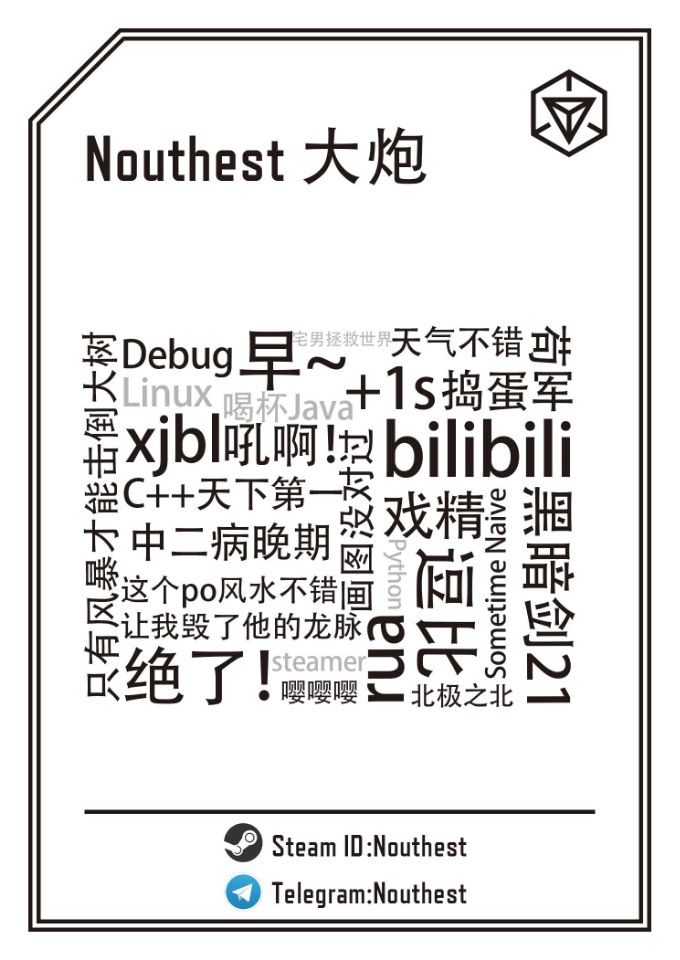 Nouthest 大炮
只有风暴才能击倒大树
Debug
早~
宅男拯救世界
天气不错
苟
Linux
喝杯Java
+1s
捣蛋军
xjbl吼啊!
画图没对过
bilibili
C++天下第一
戏精
黑暗剑21
中二病晚期
Python
逗比
Sometime Naive
这个po风水不错
让我毁了他的龙脉
绝了!
steamer
嘤嘤嘤
rua
北极之北
Steam ID:Nouthest
Telegram:Nouthest